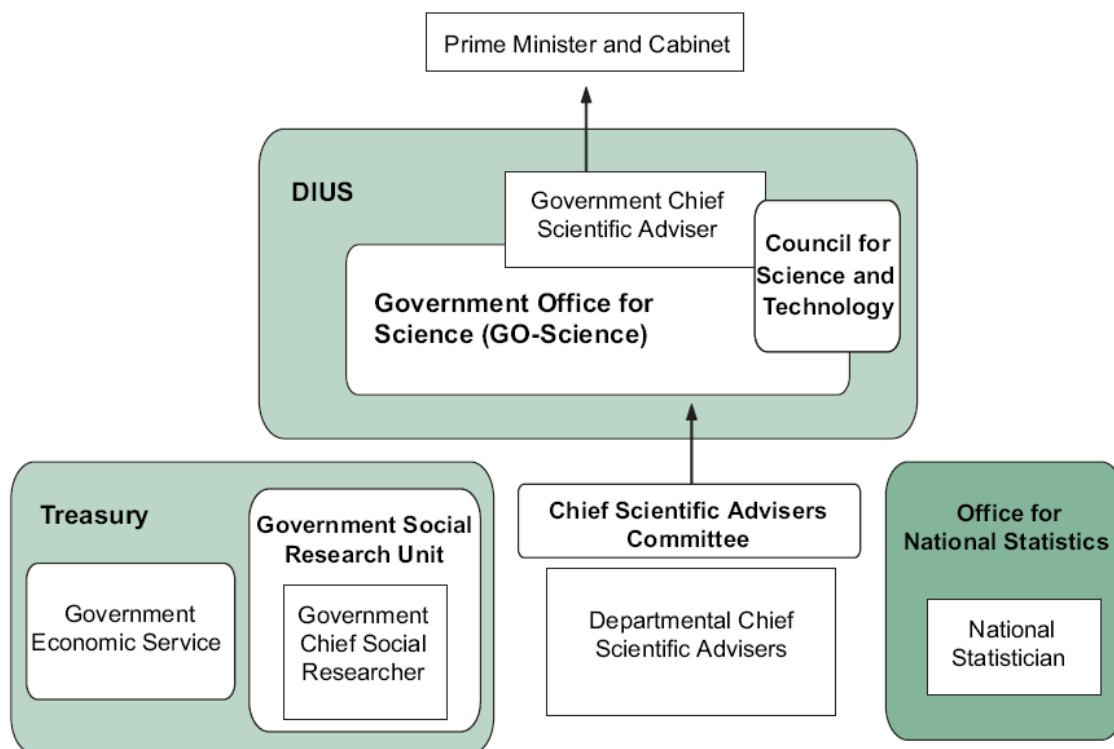 Prime Minister and Cabinet
DIUS
Government Chief
Scientific Adviser
Council for
Science and
Technology
Government Office for
Science (GO-Science)
Treasury
Government Social
Research Unit
Government
Economic Service
Government
Chief Social
Researcher
Chief Scientific Advisers
Committee
Departmental Chief
Scientific Advisers
Office for
National Statistics
National
Statistician